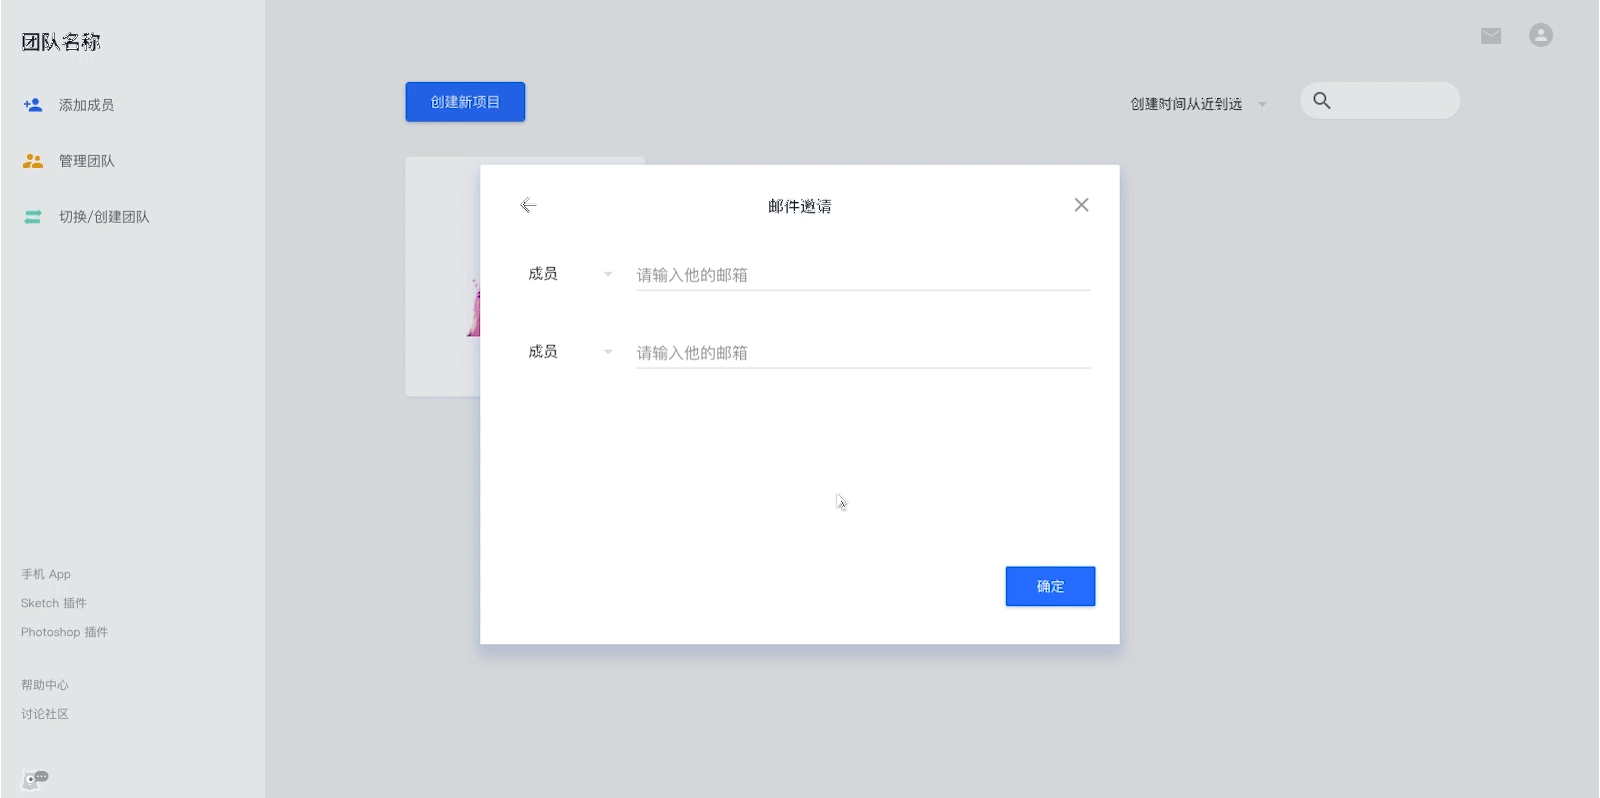 团队名称
添加成员
管理团队
切换/创建团队
手机 App
Sketch 插件
Photoshop 插件
帮助中心
讨论社区
创建新项目
创建时间从近到远
邮件邀请
成员 请输入他的邮箱
成员 请输入他的邮箱
确定